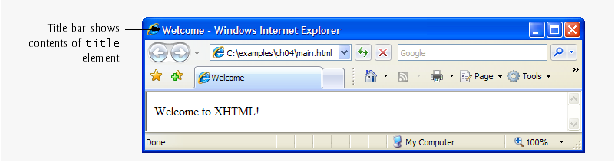 Title bar shows
contents of title
element
Welcome - Windows Internet Explorer
C:\examples\ch04\main.html
Google
Welcome
Page
Tools
»
Welcome to XHTML!
Done
My Computer
100%